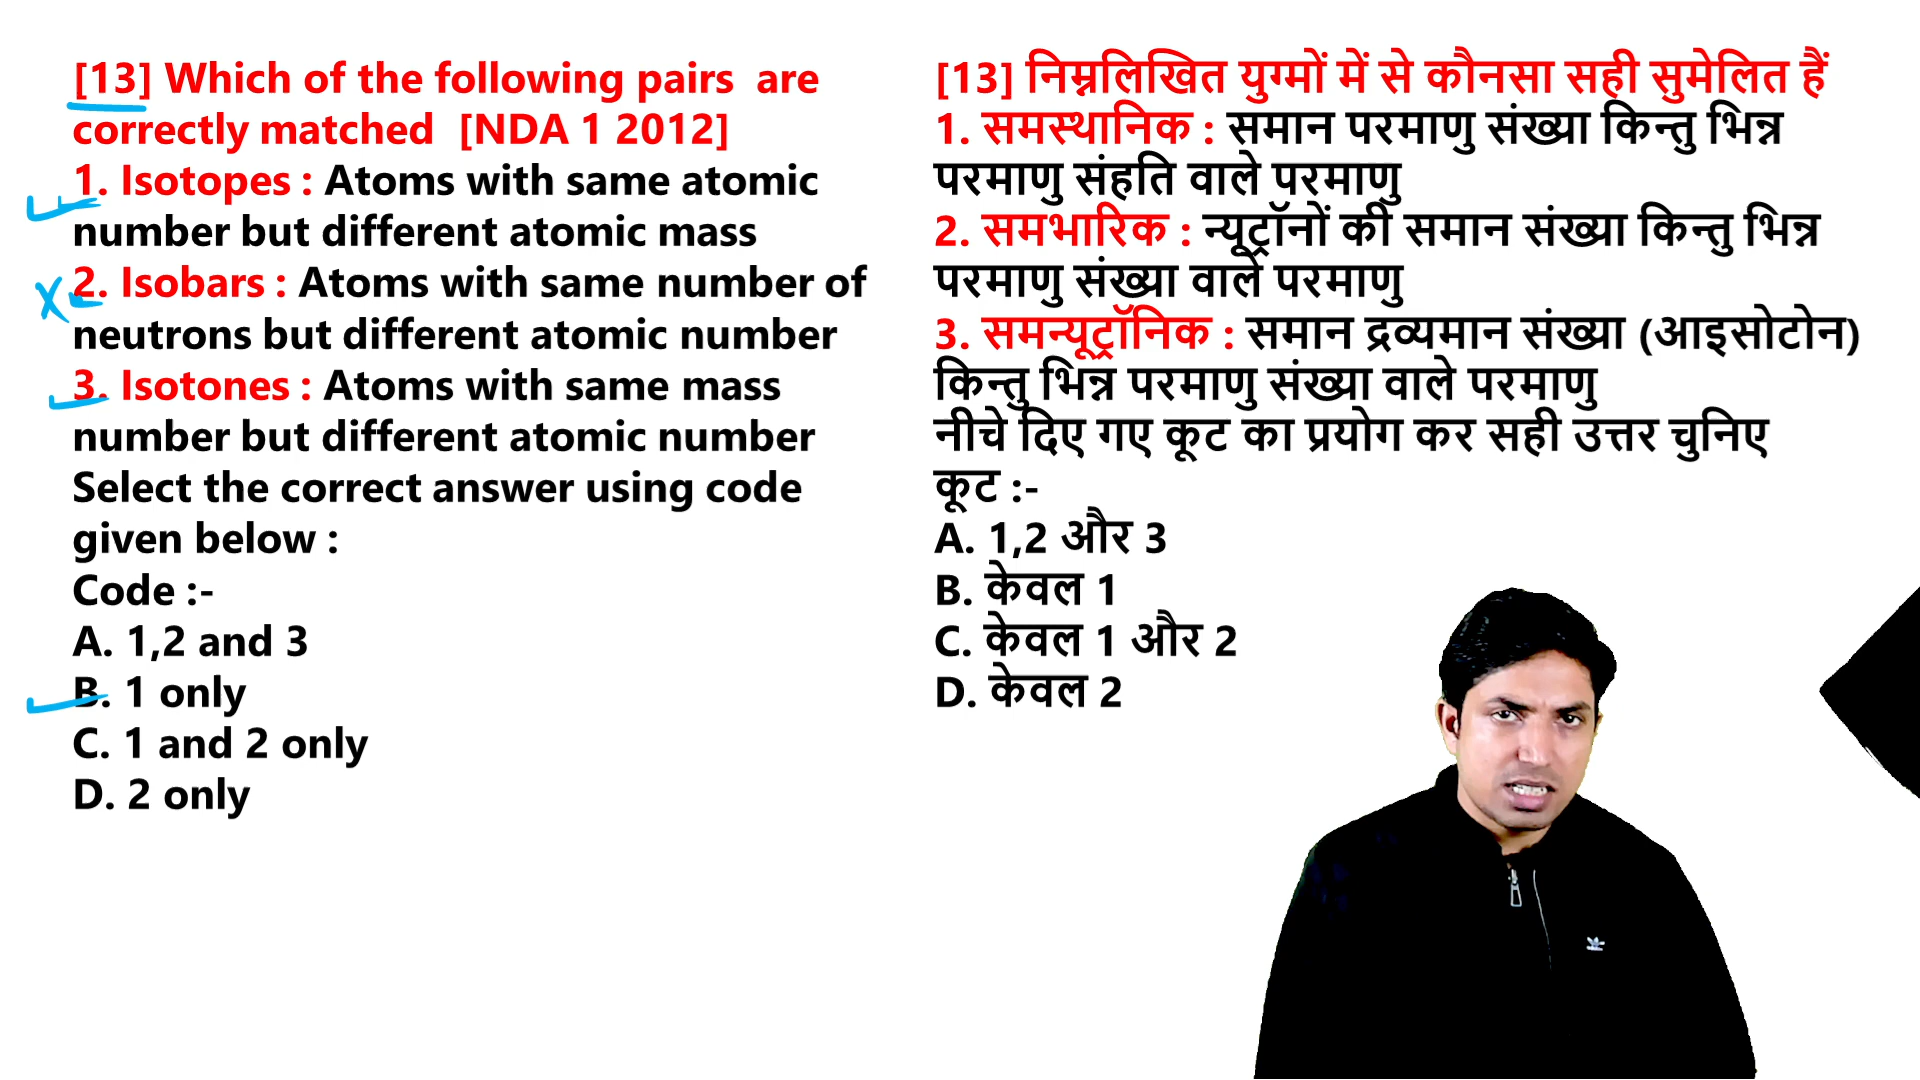 [13] Which of the following pairs are
correctly matched [NDA 1 2012]
1. Isotopes : Atoms with same atomic
number but different atomic mass
2. Isobars : Atoms with same number of
neutrons but different atomic number
3. Isotones : Atoms with same mass
number but different atomic number
Select the correct answer using code
given below :
Code :-
A. 1,2 and 3
B. 1 only
C. 1 and 2 only
D. 2 only
[13] निम्नलिखित युग्मों में से कौनसा सही सुमेलित हैं
1. समस्थानिक : समान परमाणु संख्या किन्तु भिन्न
परमाणु संहति वाले परमाणु
2. समभारिक : न्यूट्रॉनों की समान संख्या किन्तु भिन्न
परमाणु संख्या वाले परमाणु
3. समन्यूट्रॉनिक : समान द्रव्यमान संख्या (आइसोटोन)
किन्तु भिन्न परमाणु संख्या वाले परमाणु
नीचे दिए गए कूट का प्रयोग कर सही उत्तर चुनिए
कूट :-
A. 1,2 और 3
B. केवल 1
C. केवल 1 और 2
D. केवल 2